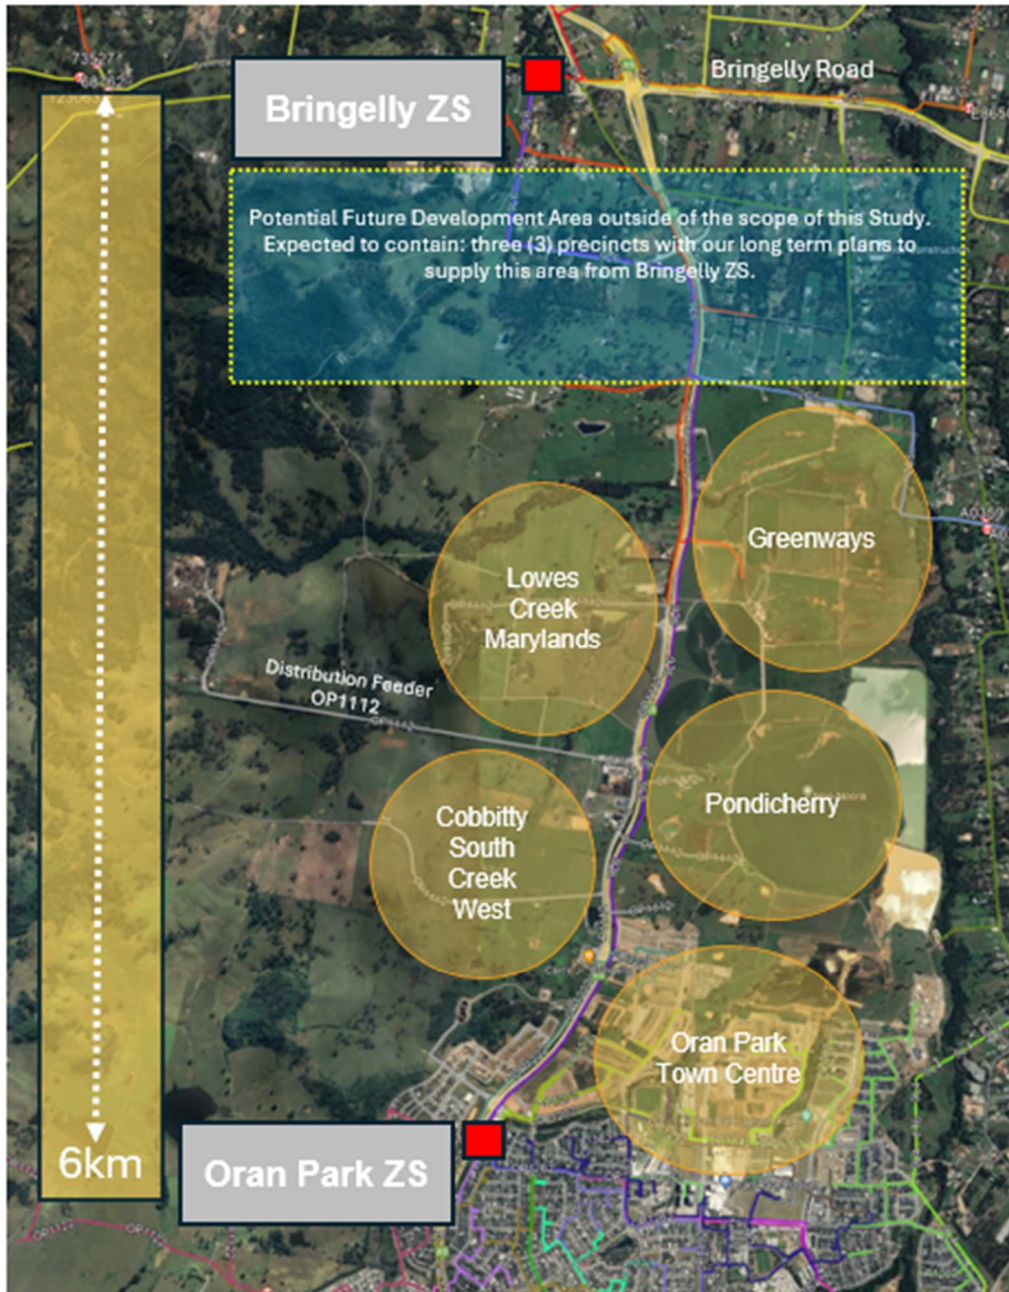 Bringelly Road
Bringelly ZS
Potential Future Development Area outside of the scope of this Study.
Expected to contain: three (3) precincts with our long term plans to
supply this area from Bringelly ZS.
A0399
Greenways
Lowes
Creek
Marylands
Distribution Feeder
OP1112
OP1112
Pondicherry
Cobbitty
South
Creek
West
Oran Park
Town Centre
6km
Oran Park ZS